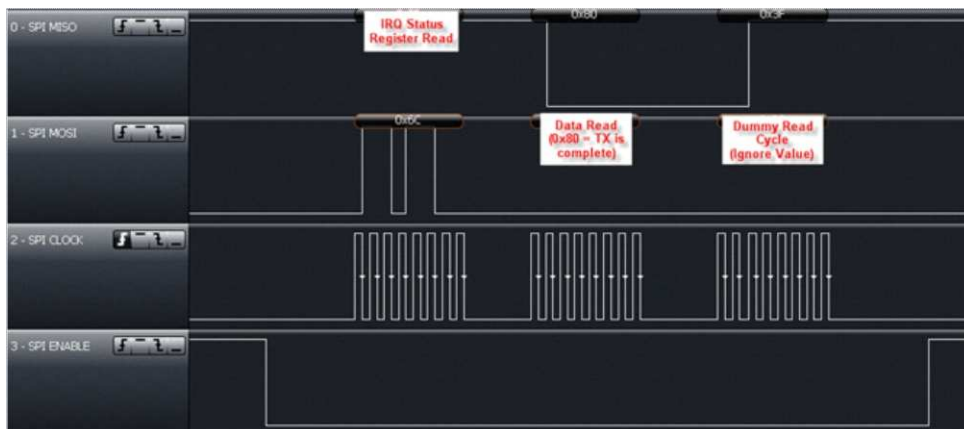 0 - SPI MISO
IRQ Status
Register Read
0x80
0x3F
1 - SPI MOSI
0x6C
Data Read
(0x80 = TX is
complete)
Dummy Read
Cycle
(Ignore Value)
2 - SPI CLOCK
3 - SPI ENABLE